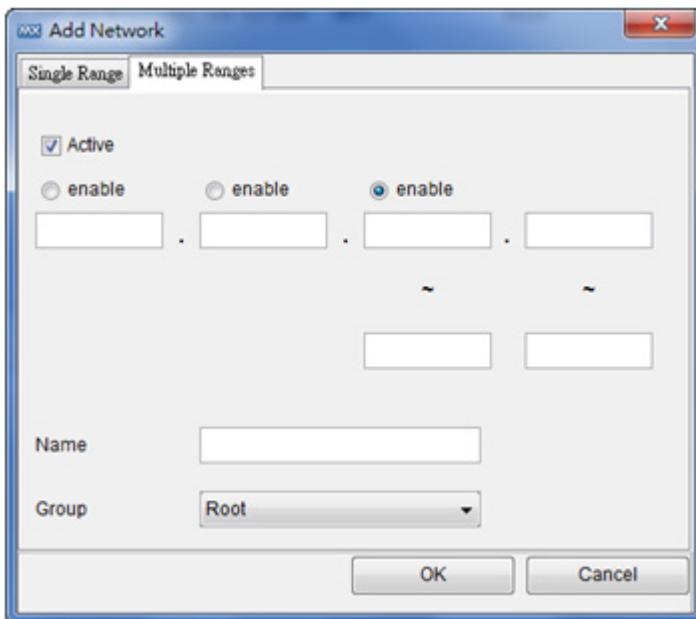 Add Network
Single Range Multiple Ranges
Active
enable enable enable
. . .
~ ~
Name
Group Root
OK Cancel